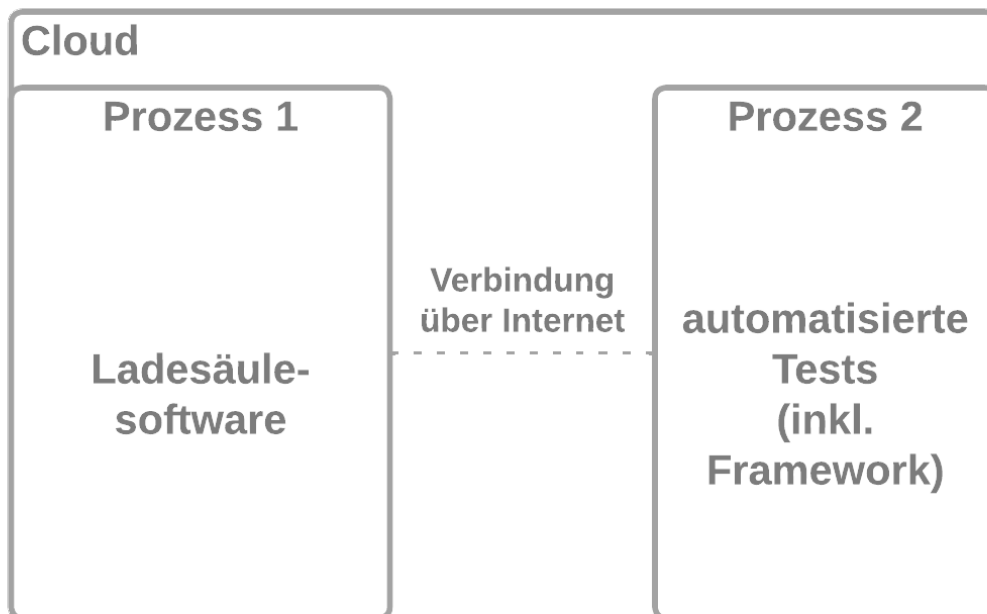 Cloud
Prozess 1
Prozess 2
Verbindung
über Internet
Ladesäule-
software
automatisierte
Tests
(inkl.
Framework)